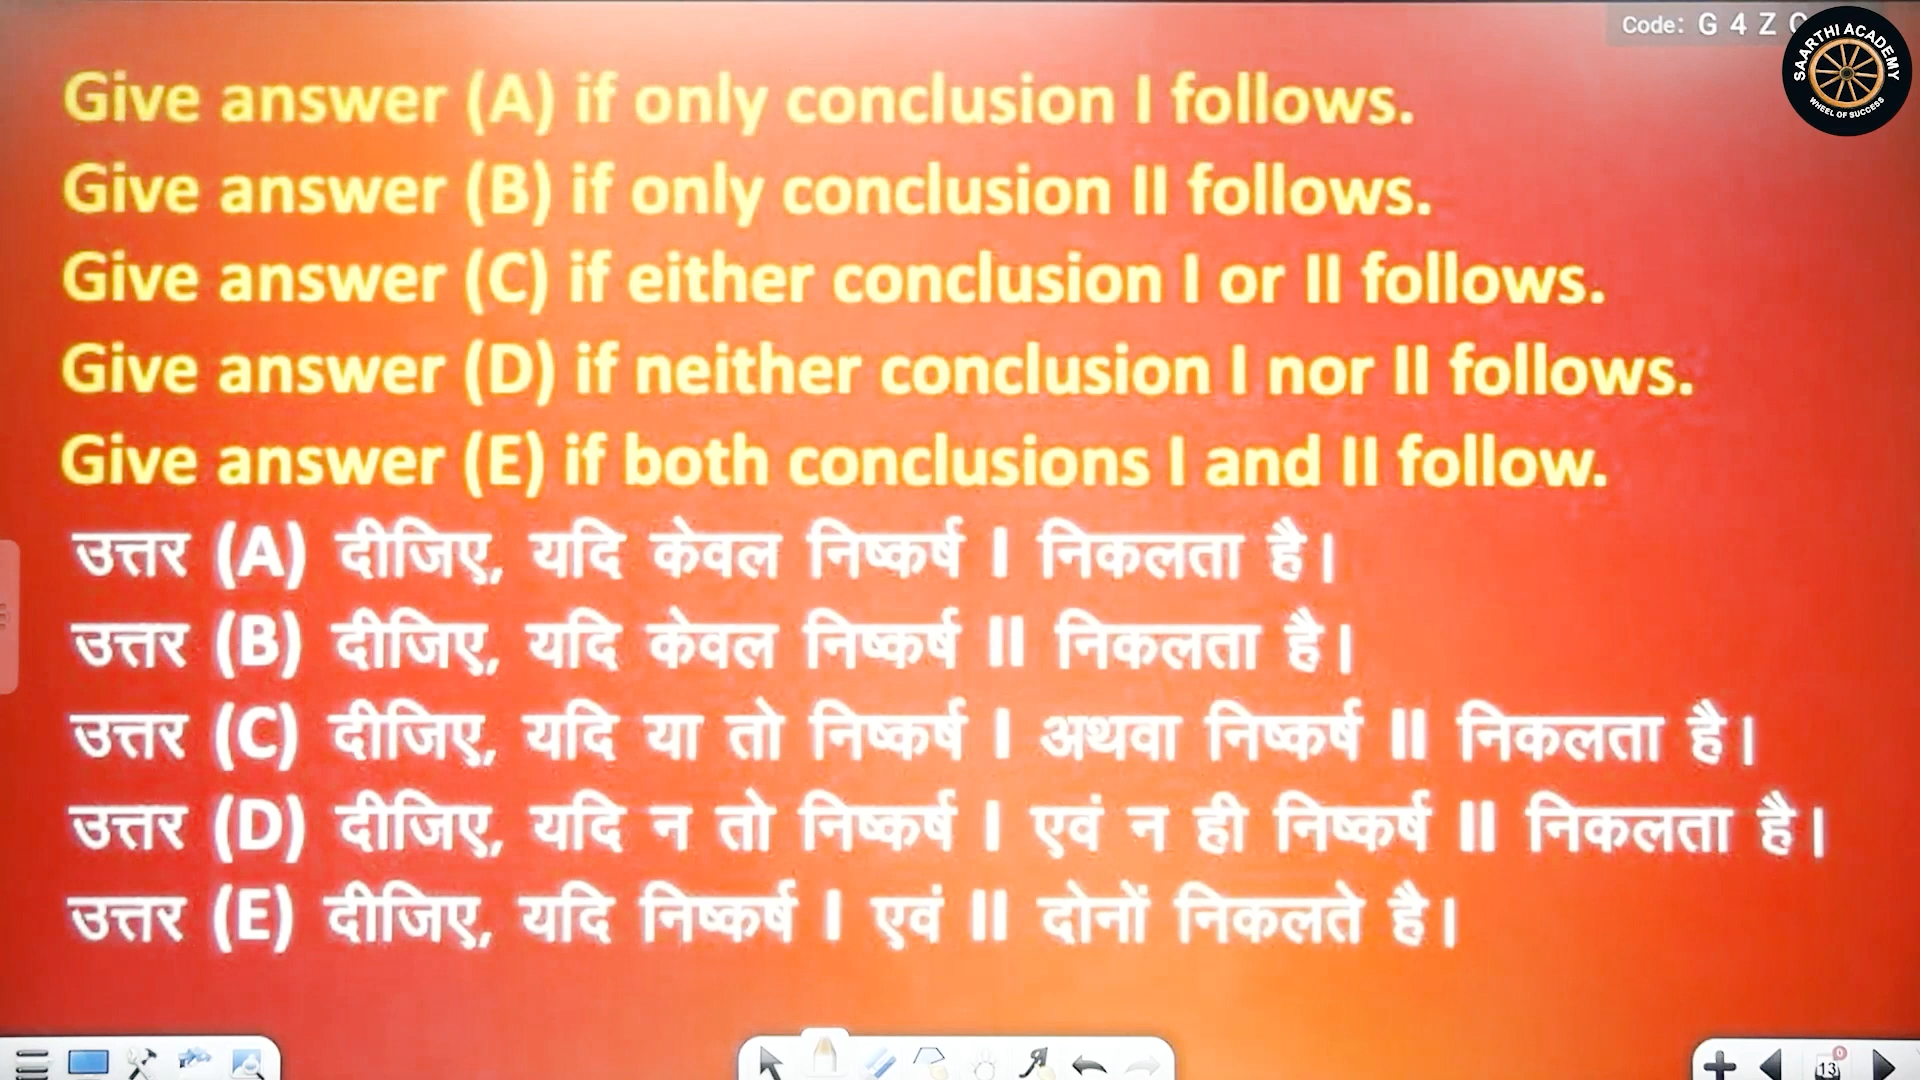 Code: G 4 Z
SAARTHI ACADEMY
WHEEL OF SUCCESS
Give answer (A) if only conclusion I follows.
Give answer (B) if only conclusion II follows.
Give answer (C) if either conclusion I or II follows.
Give answer (D) if neither conclusion I nor II follows.
Give answer (E) if both conclusions I and II follow.
उत्तर (A) दीजिए, यदि केवल निष्कर्ष I निकलता है।
उत्तर (B) दीजिए, यदि केवल निष्कर्ष II निकलता है।
उत्तर (C) दीजिए, यदि या तो निष्कर्ष I अथवा निष्कर्ष II निकलता है।
उत्तर (D) दीजिए, यदि न तो निष्कर्ष I एवं न ही निष्कर्ष II निकलता है।
उत्तर (E) दीजिए, यदि निष्कर्ष I एवं II दोनों निकलते है।
13
0